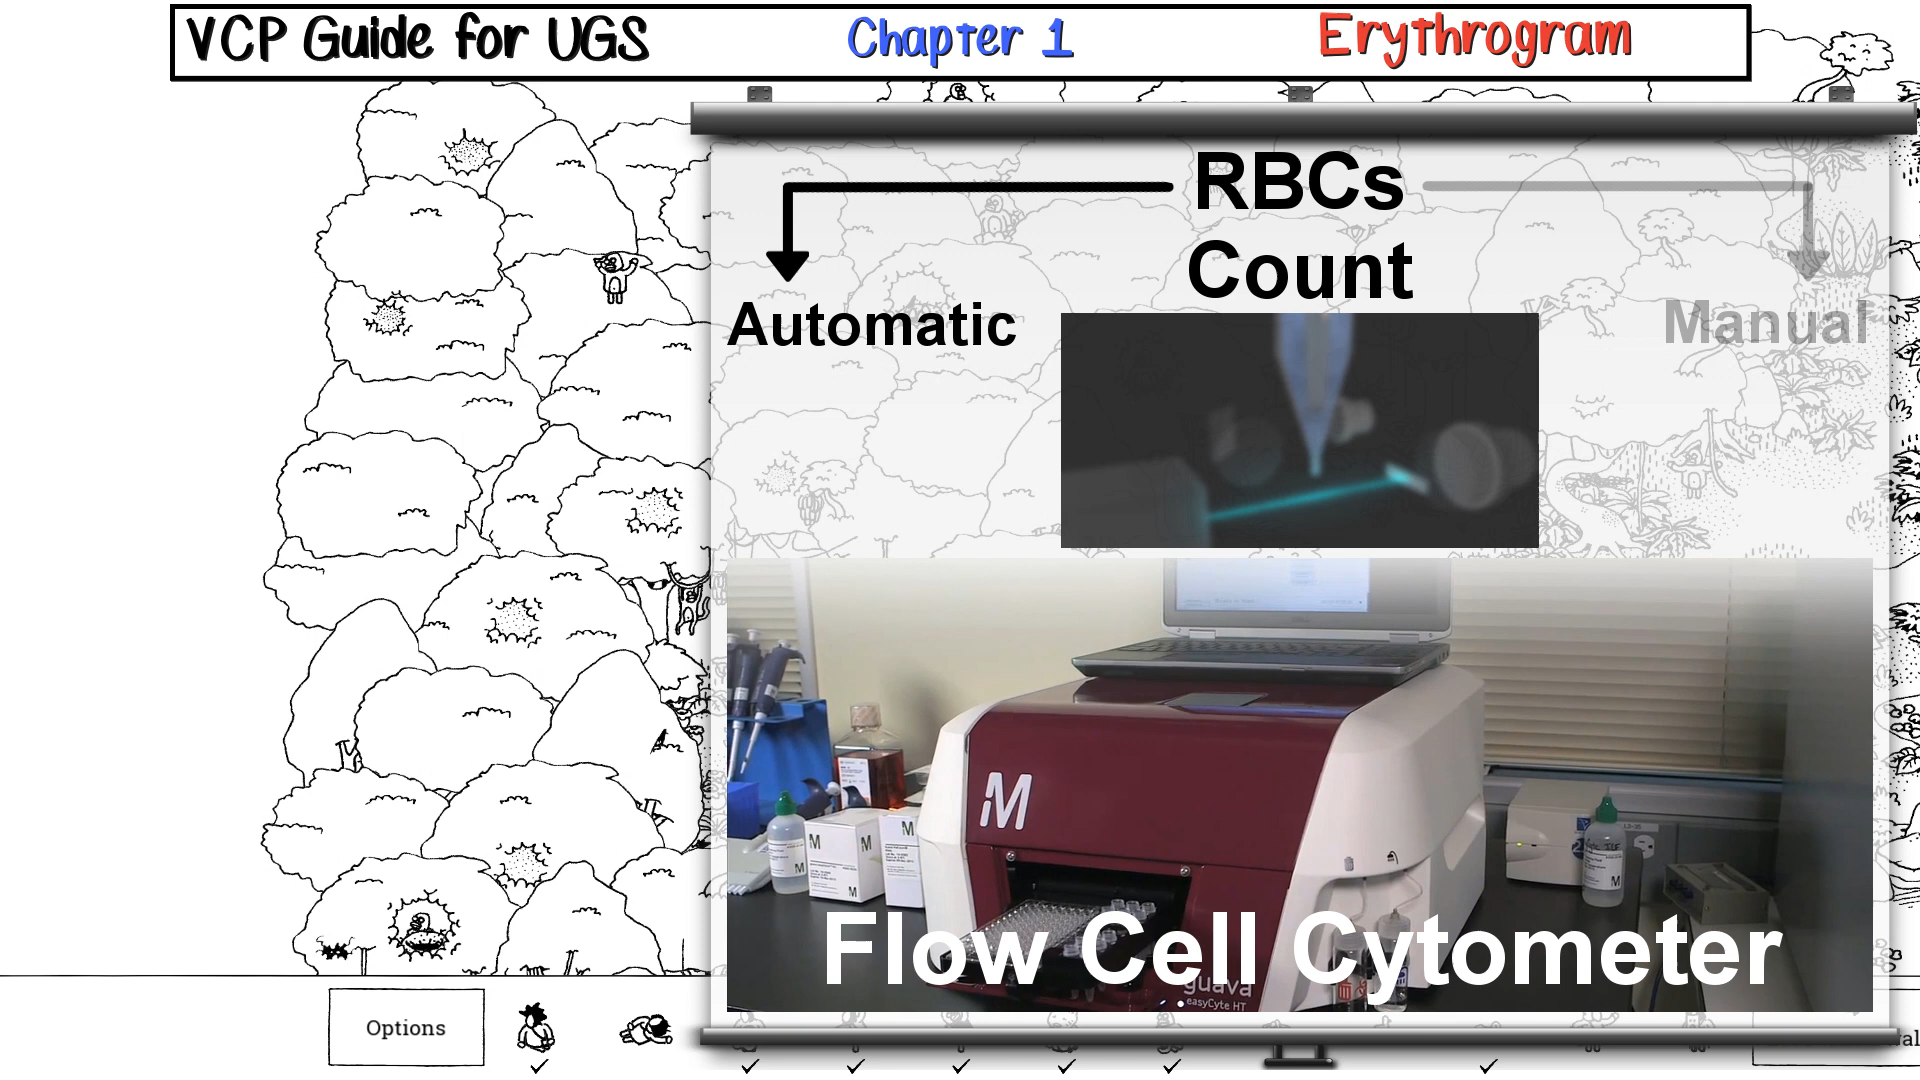 VCP Guide for UGS
Chapter 1
Erythrogram
RBCs
Count
Automatic
Manual
M
M
M
M
M
M
Flow Cell Cytometer
guava
easyCyte HT
Options